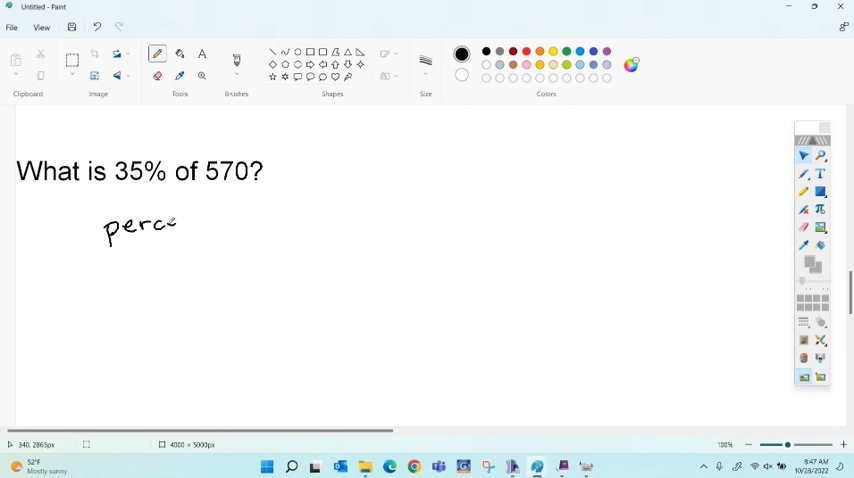 Untitled - Paint
File View
Clipboard Image Tools Brushes Shapes Size Colors
What is 35% of 570?
perce
340, 2865px 4000 × 5000px 100%
52°F
Mostly sunny
8:47 AM
10/28/2022